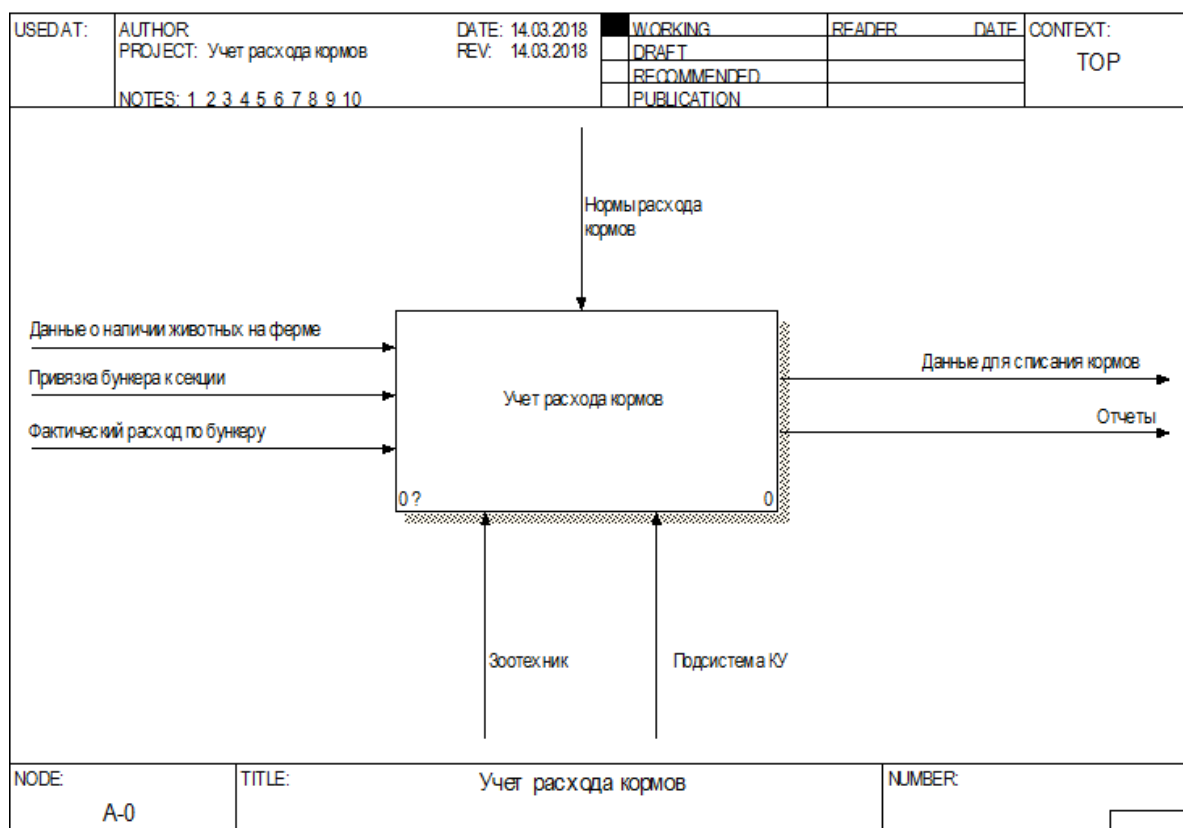 USED AT:
AUTHOR:
DATE: 14.03.2018
WORKING
READER
DATE
CONTEXT:
PROJECT: Учет расхода кормов
REV: 14.03.2018
DRAFT
TOP
RECOMMENDED
NOTES: 1 2 3 4 5 6 7 8 9 10
PUBLICATION
Нормы расхода
кормов
Данные о наличии животных на ферме
Привязка бункера к секции
Фактический расход по бункеру
Учет расхода кормов
0 ?
0
Данные для списания кормов
Отчеты
Зоотехник
Подсистема КУ
NODE:
A-0
TITLE:
Учет расхода кормов
NUMBER: